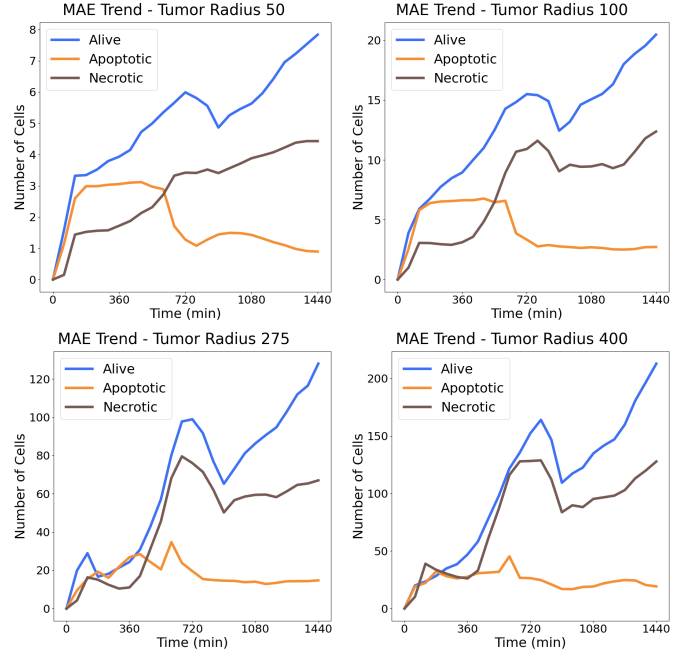 MAE Trend - Tumor Radius 50
Number of Cells
8
7
6
5
4
3
2
1
0
Alive
Apoptotic
Necrotic
0 360 720 1080 1440
Time (min)
MAE Trend - Tumor Radius 100
Number of Cells
20
15
10
5
0
Alive
Apoptotic
Necrotic
0 360 720 1080 1440
Time (min)
MAE Trend - Tumor Radius 275
Number of Cells
120
100
80
60
40
20
0
Alive
Apoptotic
Necrotic
0 360 720 1080 1440
Time (min)
MAE Trend - Tumor Radius 400
Number of Cells
200
150
100
50
0
Alive
Apoptotic
Necrotic
0 360 720 1080 1440
Time (min)